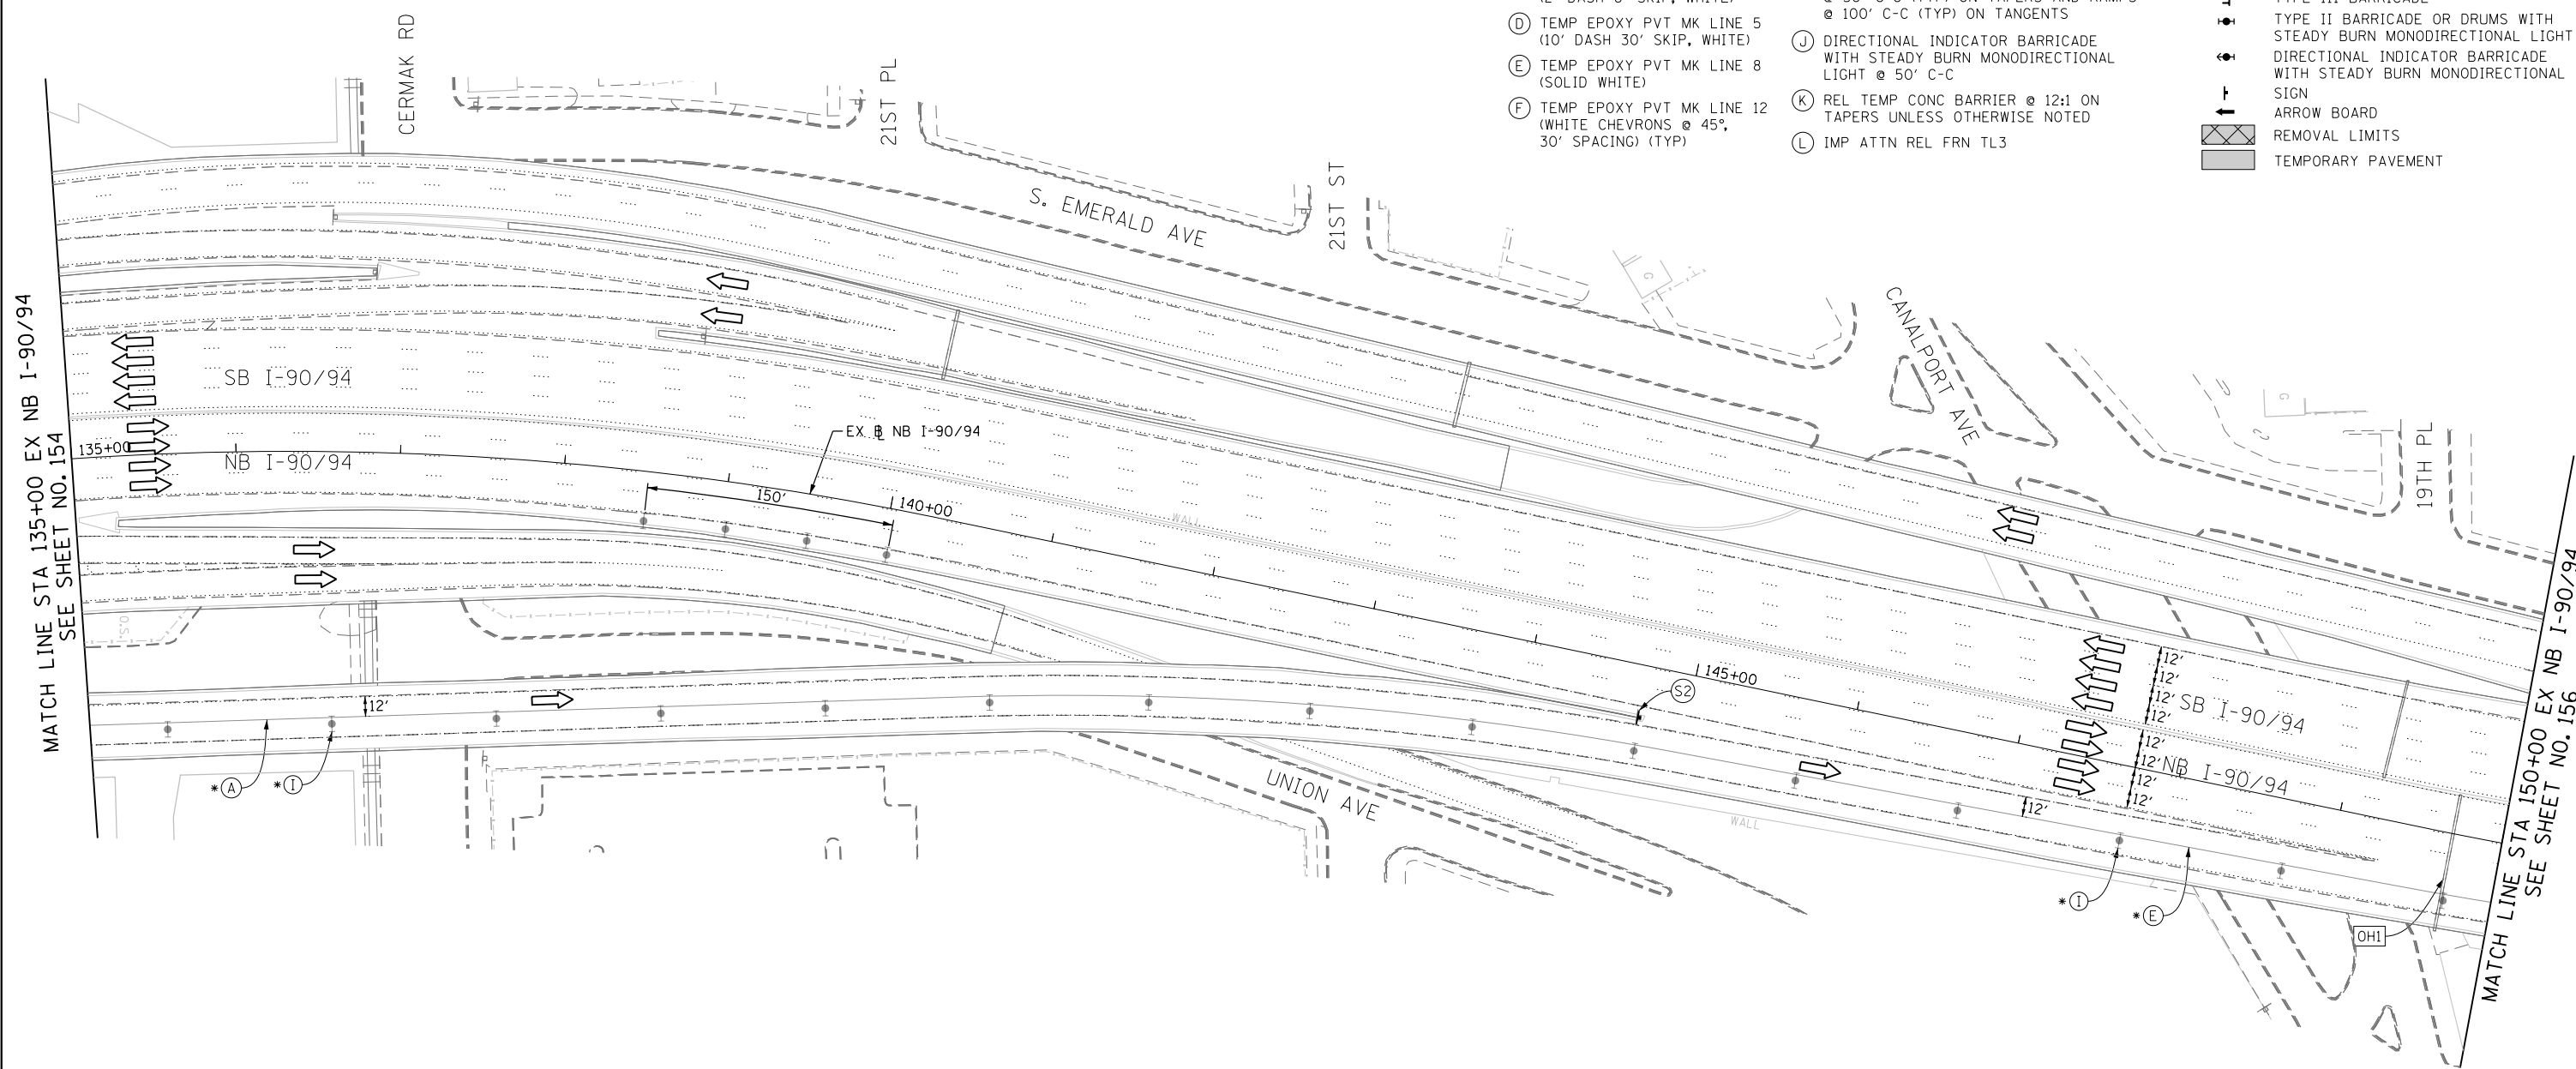 D TEMP EPOXY PVT MK LINE 5
(10' DASH 30' SKIP, WHITE)
E TEMP EPOXY PVT MK LINE 8
(SOLID WHITE)
F TEMP EPOXY PVT MK LINE 12
(WHITE CHEVRONS @ 45°,
30' SPACING) (TYP)
@ 100' C-C (TYP) ON TANGENTS
J DIRECTIONAL INDICATOR BARRICADE
WITH STEADY BURN MONODIRECTIONAL
LIGHT @ 50' C-C
K REL TEMP CONC BARRIER @ 12:1 ON
TAPERS UNLESS OTHERWISE NOTED
L IMP ATTN REL FRN TL3
TYPE III BARRICADE
TYPE II BARRICADE OR DRUMS WITH
STEADY BURN MONODIRECTIONAL LIGHT
DIRECTIONAL INDICATOR BARRICADE
WITH STEADY BURN MONODIRECTIONAL
SIGN
ARROW BOARD
REMOVAL LIMITS
TEMPORARY PAVEMENT
CERMAK RD
21ST PL
S. EMERALD AVE
21ST ST
CANALPORT AVE
19TH PL
G
G
MATCH LINE STA 135+00 EX NB I-90/94
SEE SHEET NO. 154
SB I-90/94
135+00
NB I-90/94
EX B NB I-90/94
150'
140+00
WALL
145+00
S2
12'
12'
12'
12'
SB I-90/94
12'
12'
12'
12'
NB I-90/94
12'
12'
O.S.
*A
*I
UNION AVE
WALL
*I
*E
OH1
MATCH LINE STA 150+00 EX NB I-90/94
SEE SHEET NO. 156